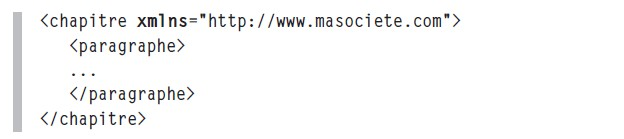 <chapitre xmlns="http://www.masociete.com">
<paragraphe>
...
</paragraphe>
</chapitre>